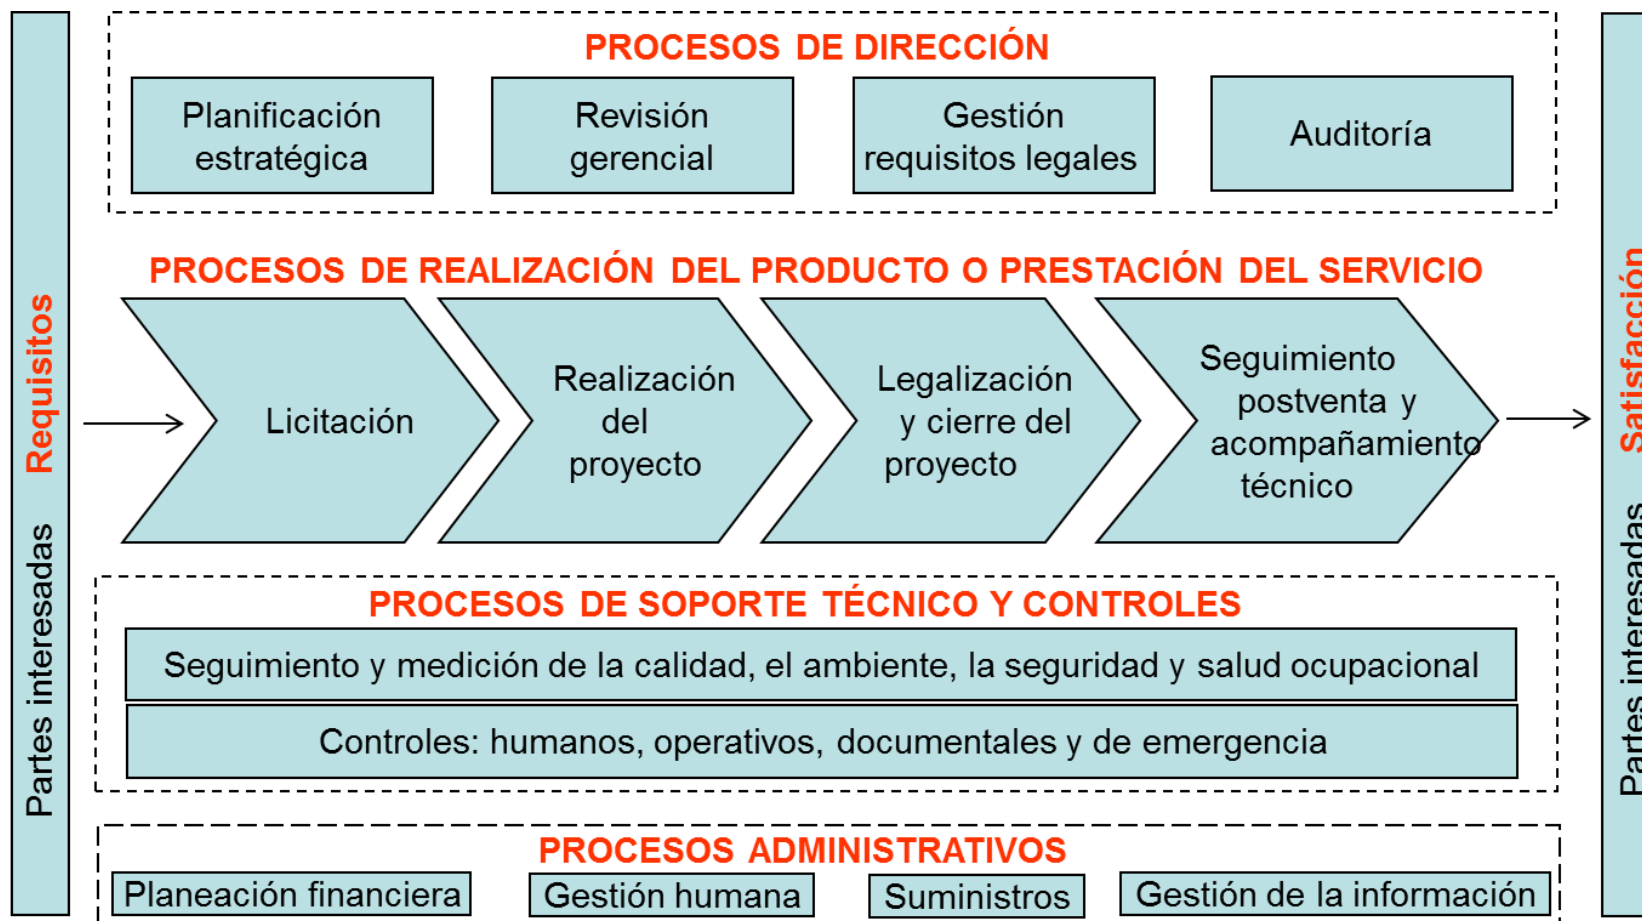 PROCESOS DE DIRECCIÓN
Planificación
estratégica
Revisión
gerencial
Gestión
requisitos legales
Auditoría
PROCESOS DE REALIZACIÓN DEL PRODUCTO O PRESTACIÓN DEL SERVICIO
Partes interesadas Requisitos
Licitación
Realización
del
proyecto
Legalización
y cierre del
proyecto
Seguimiento
postventa y
acompañamiento
técnico
Partes interesadas Satisfacción
PROCESOS DE SOPORTE TÉCNICO Y CONTROLES
Seguimiento y medición de la calidad, el ambiente, la seguridad y salud ocupacional
Controles: humanos, operativos, documentales y de emergencia
PROCESOS ADMINISTRATIVOS
Planeación financiera
Gestión humana
Suministros
Gestión de la información